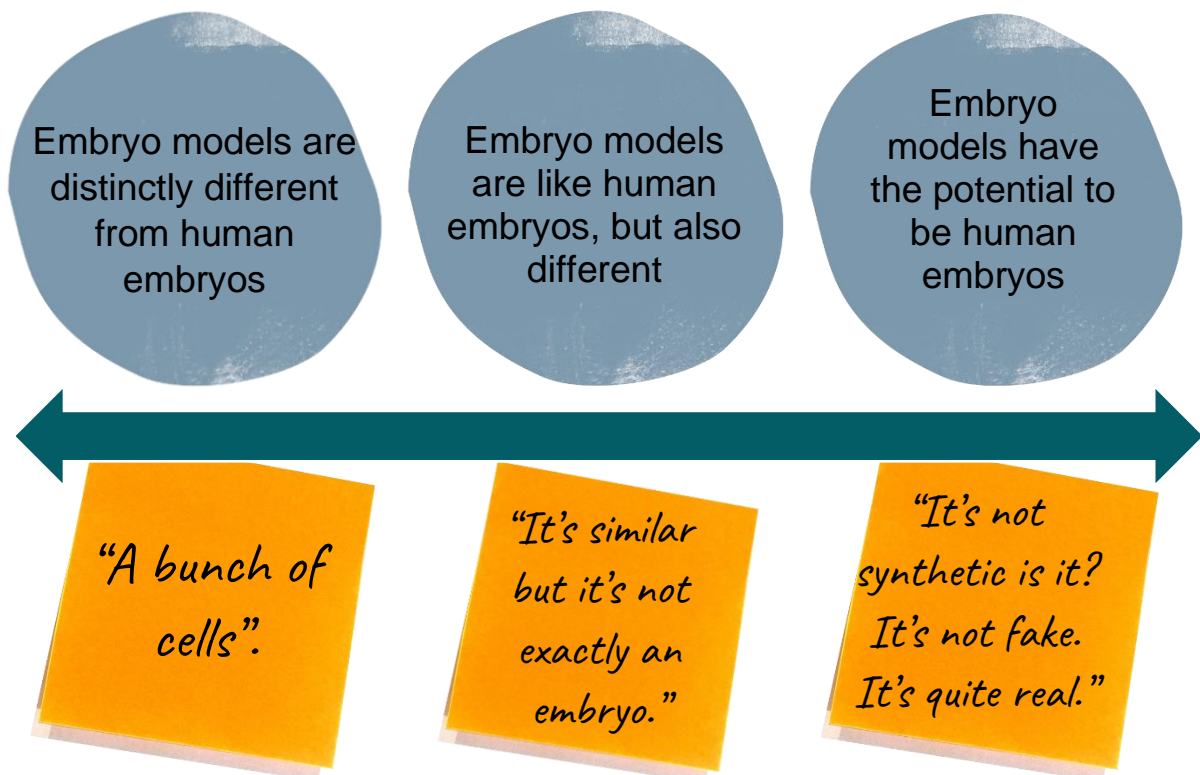 Embryo models are
distinctly different
from human
embryos
Embryo models
are like human
embryos, but also
different
Embryo
models have
the potential to
be human
embryos
“A bunch of
cells”.
“It’s similar
but it’s not
exactly an
embryo.”
“It’s not
synthetic is it?
It’s not fake.
It’s quite real.”